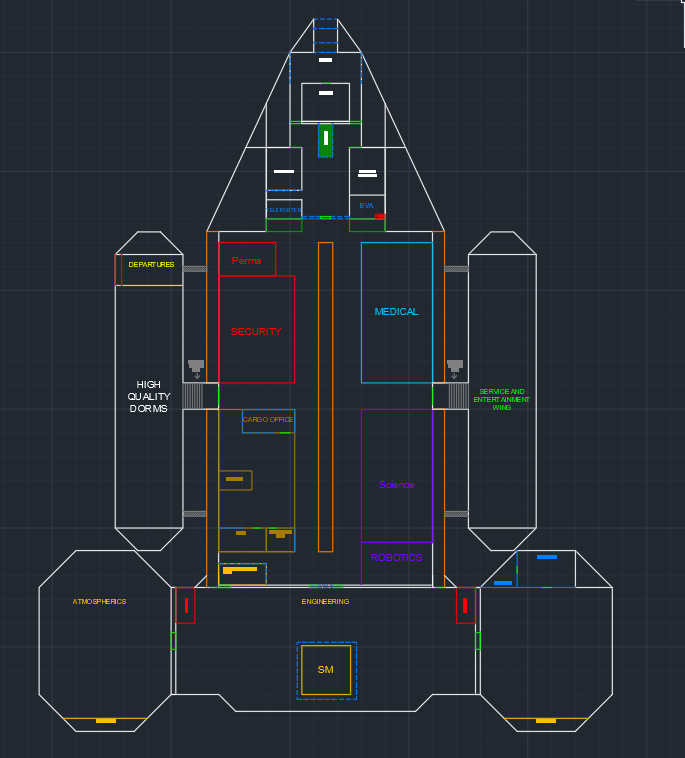 TELEPORTER
EVA
DEPARTURES
Perma
MEDICAL
SECURITY
HIGH
QUALITY
DORMS
SERVICE AND
ENTERTAINMENT
WING
CARGO OFFICE
Science
ROBOTICS
ATMOSPHERICS
ENGINEERING
SM